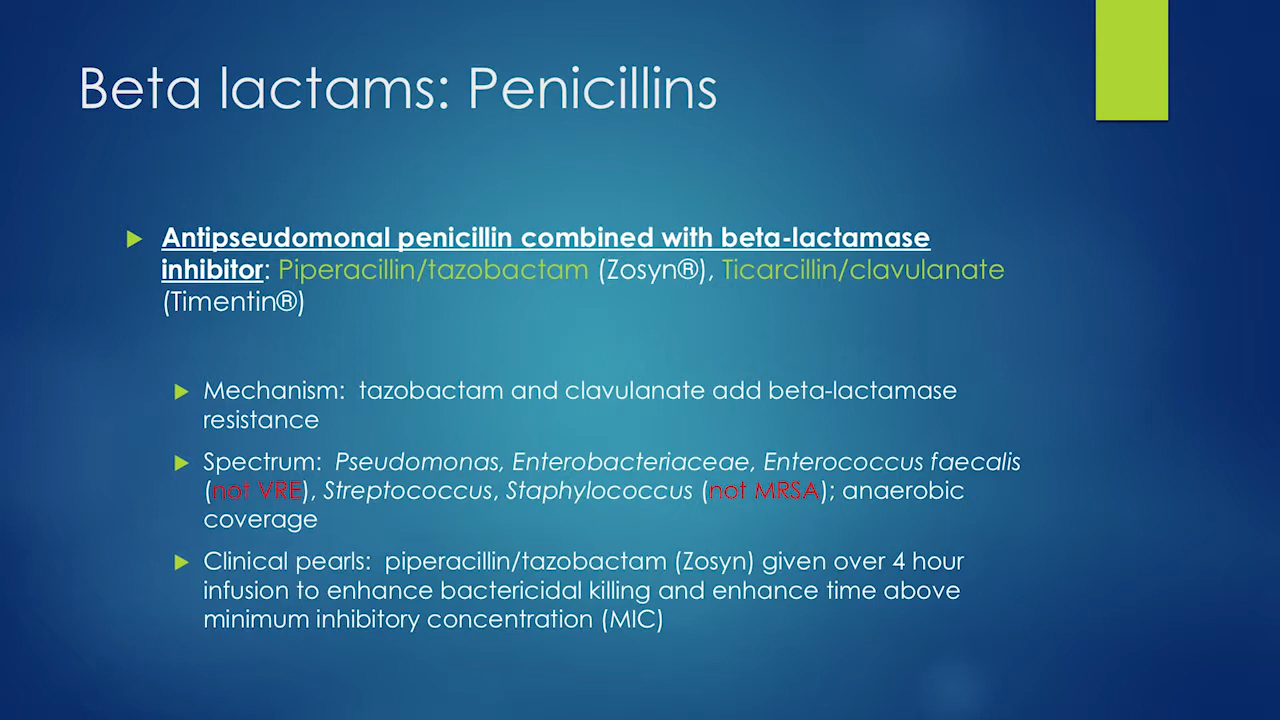 Beta lactams: Penicillins
Antipseudomonal penicillin combined with beta-lactamase
inhibitor: Piperacillin/tazobactam (Zosyn®), Ticarcillin/clavulanate
(Timentin®)
Mechanism: tazobactam and clavulanate add beta-lactamase
resistance
Spectrum: Pseudomonas, Enterobacteriaceae, Enterococcus faecalis
(not VRE), Streptococcus, Staphylococcus (not MRSA); anaerobic
coverage
Clinical pearls: piperacillin/tazobactam (Zosyn) given over 4 hour
infusion to enhance bactericidal killing and enhance time above
minimum inhibitory concentration (MIC)